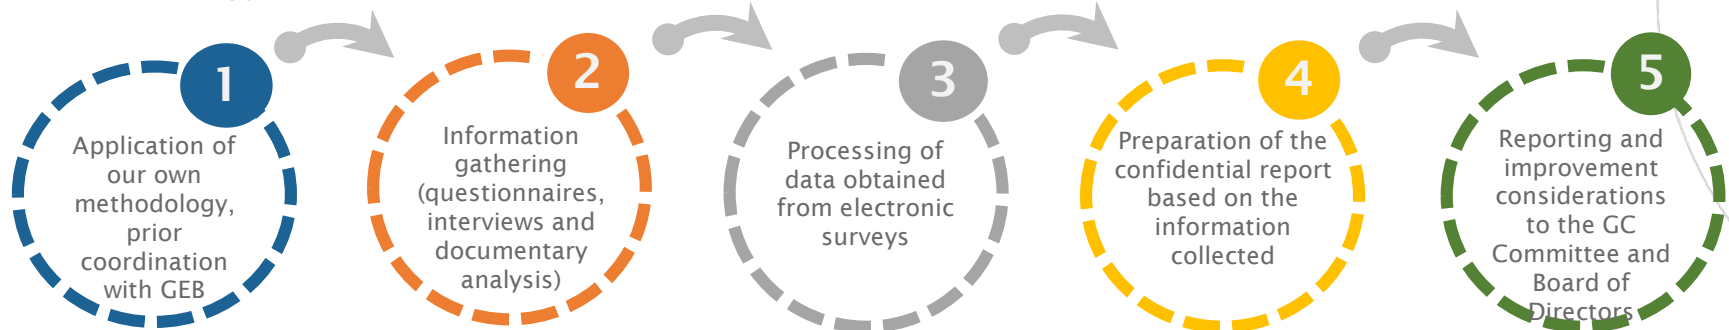 1
Application of
our own
methodology,
prior
coordination
with GEB
2
Information
gathering
(questionnaires,
interviews and
documentary
analysis)
3
Processing of
data obtained
from electronic
surveys
4
Preparation of the
confidential report
based on the
information
collected
5
Reporting and
improvement
considerations
to the GC
Committee and
Board of
Directors